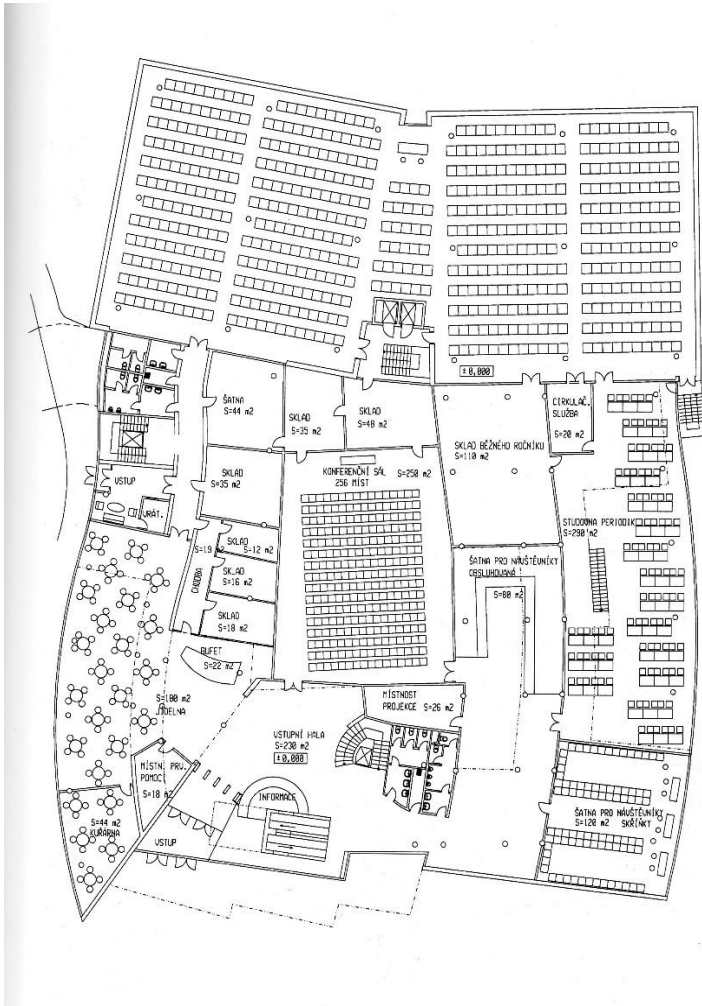 ± 0,000
ŠATNA
S=44 m2
SKLAD
S=35 m2
SKLAD
S=48 m2
SKLAD BĚŽNÉHO ROČNÍKU
S=110 m2
CIRKULAČ.
SLUŽBA
S=20 m2
SKLAD
S=35 m2
KONFERENČNÍ SÁL
256 MÍST
S=250 m2
VSTUP
VRÁT.
STUDOVNA PERIODIK
S=290 m2
SKLAD
S=12 m2
S=19
CHODBA
SKLAD
S=16 m2
SKLAD
S=18 m2
ŠATNA PRO NÁVŠTĚVNÍKY
OBSLUHOVANÁ
S=80 m2
BUFET
S=22 m2
S=180 m2
JÍDELNA
MÍSTNOST
PROJEKCE
S=26 m2
VSTUPNÍ HALA
S=230 m2
± 0,000
MÍSTN. PRV.
POMOCI
S=18 m2
INFORMACE
S=44 m2
KUŘÁRNA
VSTUP
ŠATNA PRO NÁVŠTĚVNÍKY
S=120 m2 SKŘÍŇKY